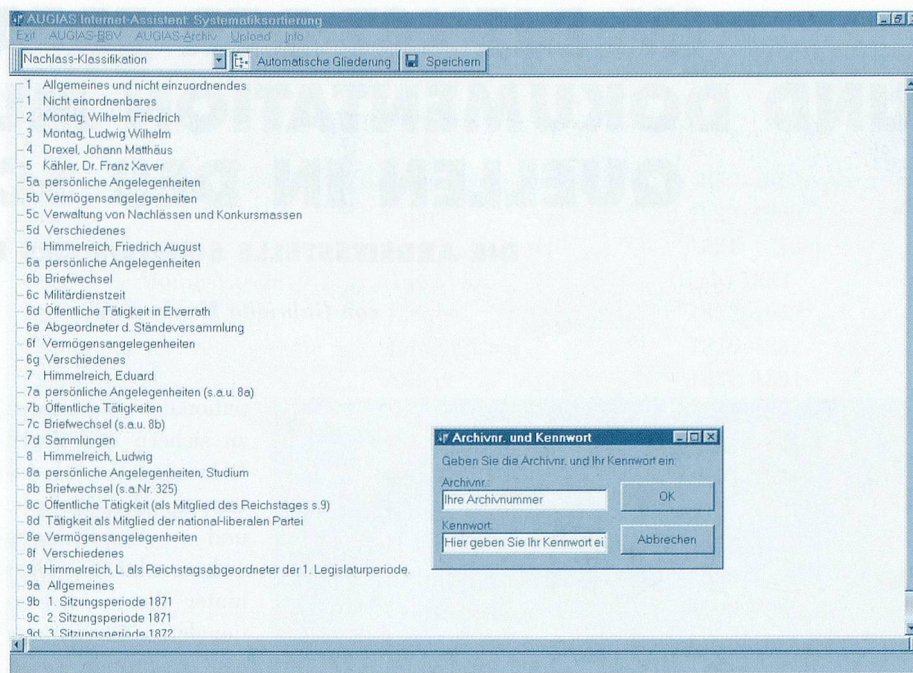 AUGIAS Internet-Assistent: Systematiksortierung
Exit AUGIAS-BBV AUGIAS-Archiv Upload Info
Nachlass-Klassifikation Automatische Gliederung Speichern
1 Allgemeines und nicht einzuordnendes
1 Nicht einordenbares
2 Montag, Wilhelm Friedrich
3 Montag, Ludwig Wilhelm
4 Drexel, Johann Matthäus
5 Kähler, Dr. Franz Xaver
5a persönliche Angelegenheiten
5b Vermögensangelegenheiten
5c Verwaltung von Nachlässen und Konkursmassen
5d Verschiedenes
6 Himmelreich, Friedrich August
6a persönliche Angelegenheiten
6b Briefwechsel
6c Militärdienstzeit
6d Öffentliche Tätigkeit in Elverrath
6e Abgeordneter d. Ständeversammlung
6f Vermögensangelegenheiten
6g Verschiedenes
7 Himmelreich, Eduard
7a persönliche Angelegenheiten (s.a.u. 8a)
7b Öffentliche Tätigkeiten
7c Briefwechsel (s.a.u. 8b)
7d Sammlungen
8 Himmelreich, Ludwig
8a persönliche Angelegenheiten, Studium
8b Briefwechsel (s.a.Nr. 325)
8c Öffentliche Tätigkeit (als Mitglied des Reichstages s.9)
8d Tätigkeit als Mitglied der national-liberalen Partei
8e Vermögensangelegenheiten
8f Verschiedenes
9 Himmelreich, L. als Reichstagsabgeordneter der 1. Legislaturperiode.
9a Allgemeines
9b 1. Sitzungsperiode 1871
9c 2. Sitzungsperiode 1871
9d 3. Sitzungsperiode 1872
Archivnr. und Kennwort
Geben Sie die Archivnr. und Ihr Kennwort ein:
Archivnr.:
Ihre Archivnummer
OK
Kennwort:
Hier geben Sie Ihr Kennwort ei
Abbrechen